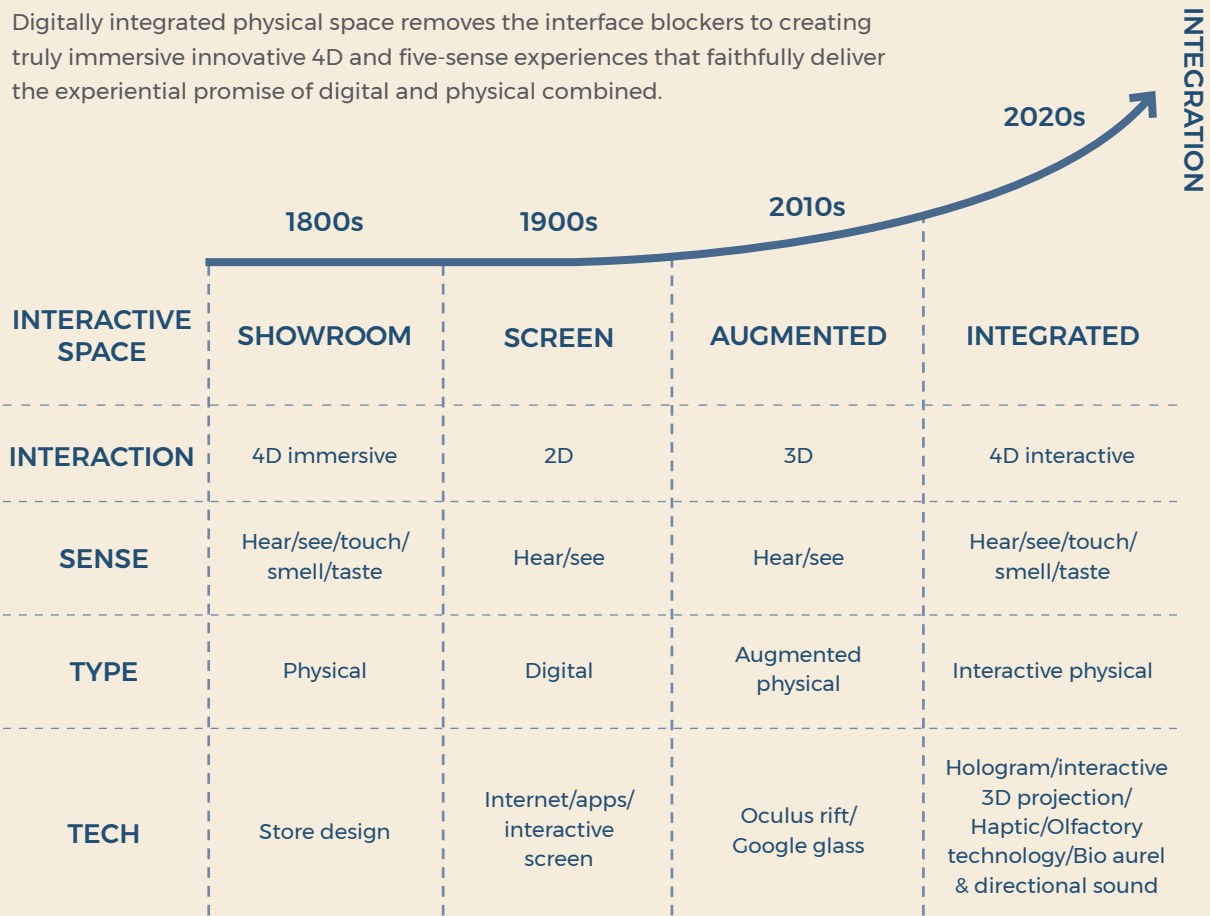 Digitally integrated physical space removes the interface blockers to creating
truly immersive innovative 4D and five-sense experiences that faithfully deliver
the experiential promise of digital and physical combined.
INTEGRATION
1800s
1900s
2010s
2020s
INTERACTIVE
SPACE
SHOWROOM
SCREEN
AUGMENTED
INTEGRATED
INTERACTION
4D immersive
2D
3D
4D interactive
SENSE
Hear/see/touch/
smell/taste
Hear/see
Hear/see
Hear/see/touch/
smell/taste
TYPE
Physical
Digital
Augmented
physical
Interactive physical
TECH
Store design
Internet/apps/
interactive
screen
Oculus rift/
Google glass
Hologram/interactive
3D projection/
Haptic/Olfactory
technology/Bio aurel
& directional sound